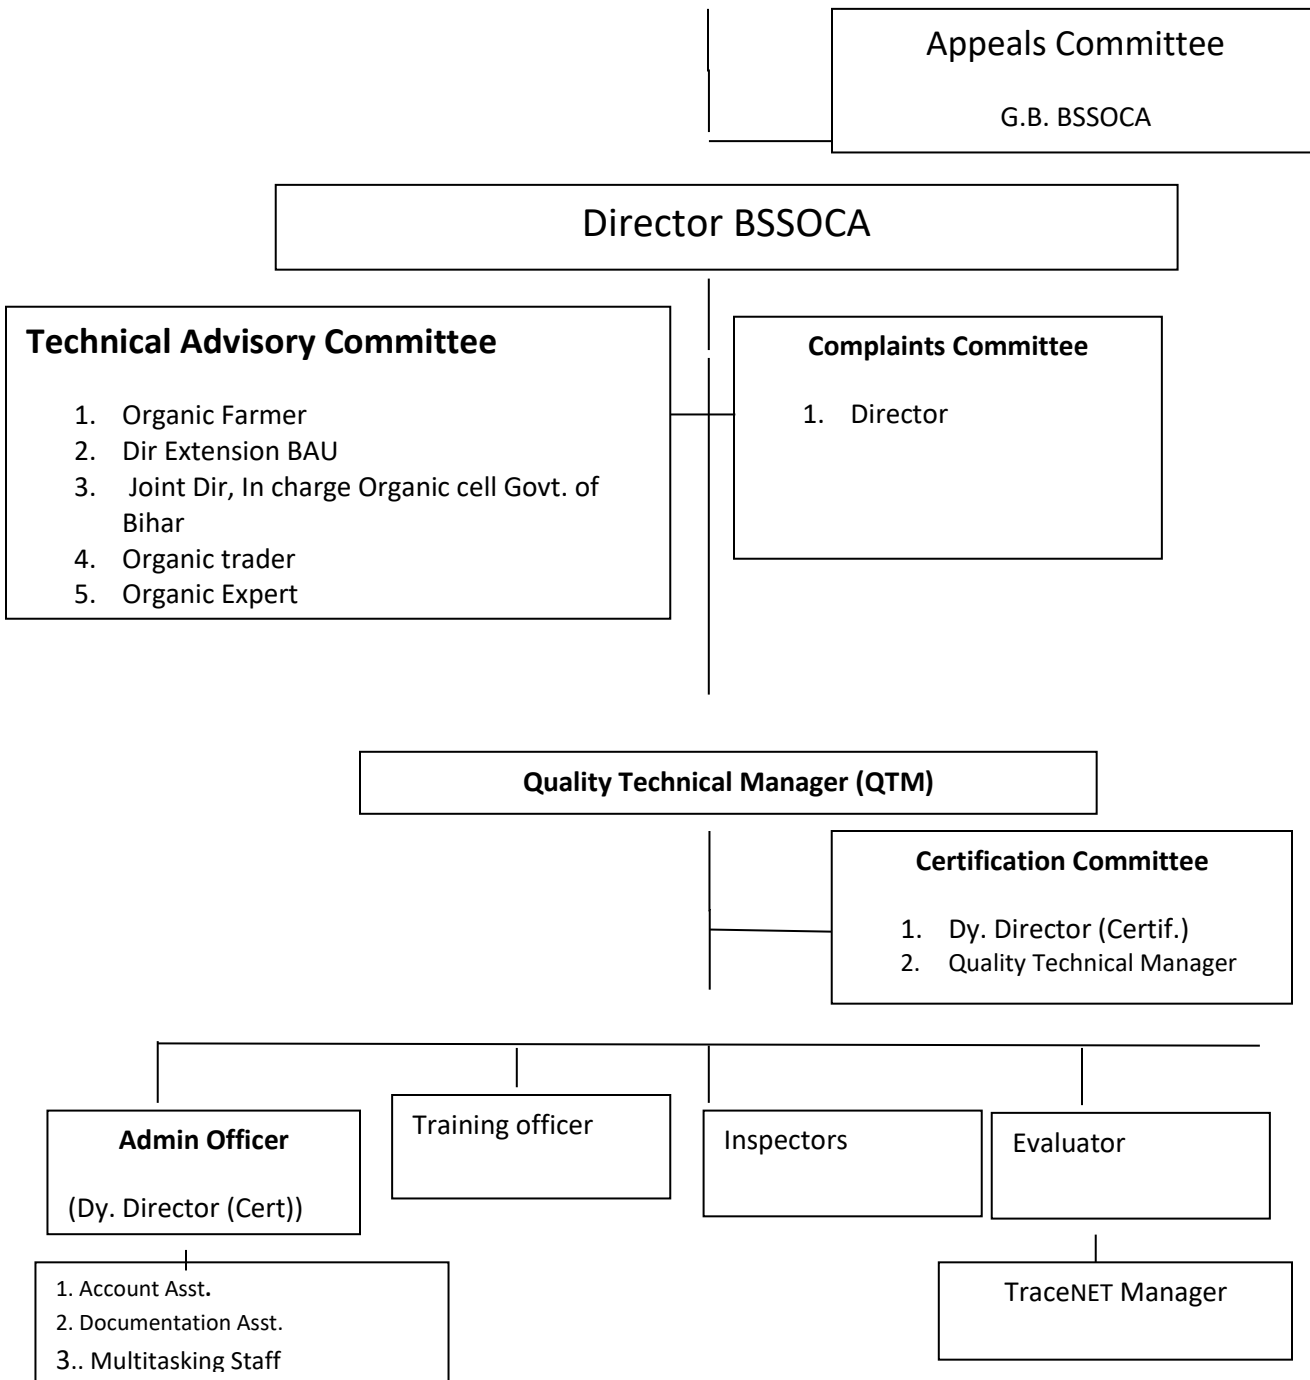 Appeals Committee
G.B. BSSOCA
Director BSSOCA
Technical Advisory Committee
1. Organic Farmer
2. Dir Extension BAU
3. Joint Dir, In charge Organic cell Govt. of
Bihar
4. Organic trader
5. Organic Expert
Complaints Committee
1. Director
Quality Technical Manager (QTM)
Certification Committee
1. Dy. Director (Certif.)
2. Quality Technical Manager
Admin Officer
(Dy. Director (Cert))
Training officer
Inspectors
Evaluator
1. Account Asst.
2. Documentation Asst.
3.. Multitasking Staff
TraceNET Manager